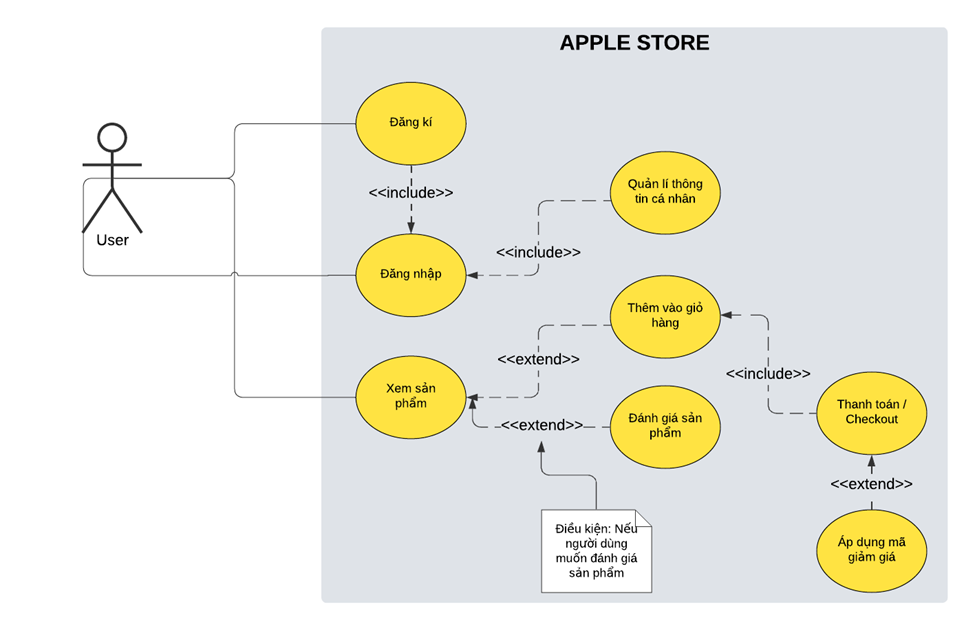 APPLE STORE
Đăng kí
<<include>>
Quản lí thông
tin cá nhân
User
<<include>>
Đăng nhập
Thêm vào giỏ
hàng
<<extend>>
<<include>>
Xem sản
phẩm
<<extend>>
Đánh giá sản
phẩm
Thanh toán /
Checkout
<<extend>>
Điều kiện: Nếu
người dùng
muốn đánh giá
sản phẩm
Áp dụng mã
giảm giá